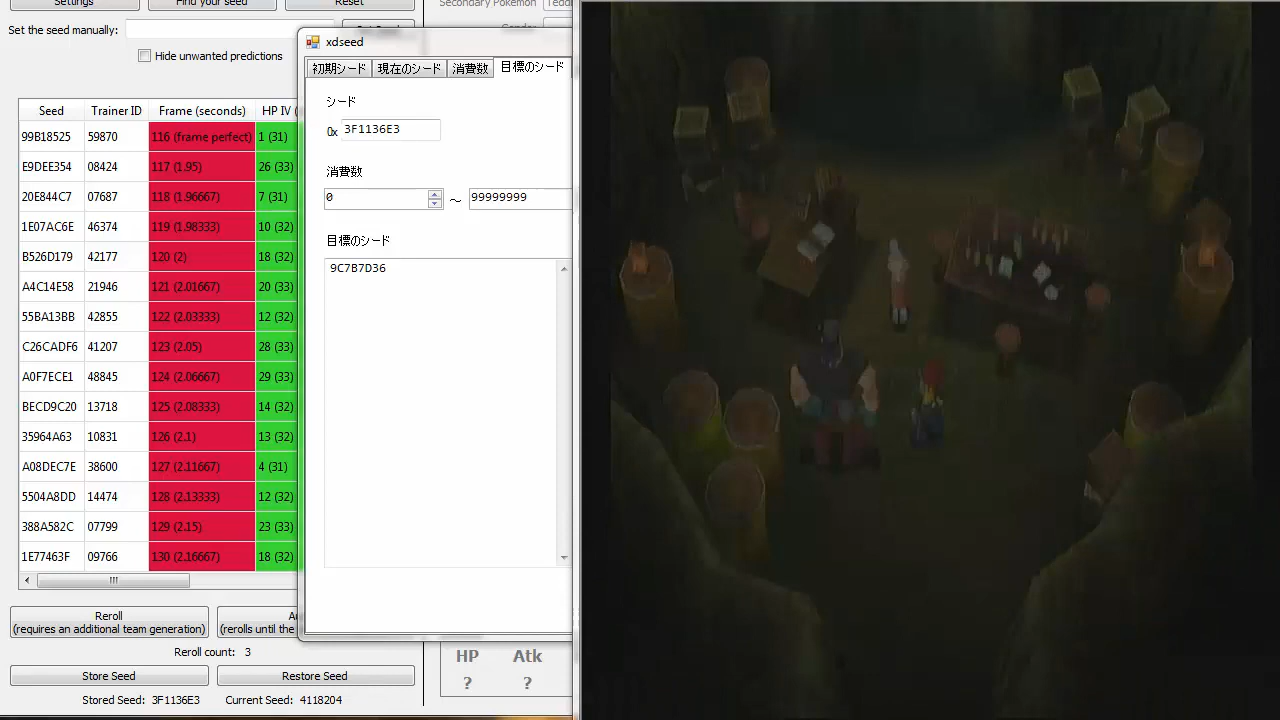 Settings
Find your seed
Reset
Secondary Pokemon
Set the seed manually:
Hide unwanted predictions
xdseed
初期シード 現在のシード 消費数 目標のシード
シード
0x 3F1136E3
消費数
0 ～ 99999999
目標のシード
9C7B7D36
Seed Trainer ID Frame (seconds) HP IV (
99B18525 59870 116 (frame perfect) 1 (31)
E9DEE354 08424 117 (1.95) 26 (33)
20E844C7 07687 118 (1.96667) 7 (31)
1E07AC6E 46374 119 (1.98333) 10 (32)
B526D179 42177 120 (2) 18 (32)
A4C14E58 21946 121 (2.01667) 20 (33)
55BA13BB 42855 122 (2.03333) 12 (32)
C26CADF6 41207 123 (2.05) 28 (33)
A0F7ECE1 48845 124 (2.06667) 29 (33)
BECD9C20 13718 125 (2.08333) 14 (32)
35964A63 10831 126 (2.1) 13 (32)
A08DEC7E 38600 127 (2.11667) 4 (31)
5504A8DD 14474 128 (2.13333) 12 (32)
388A582C 07799 129 (2.15) 23 (33)
1E77463F 09766 130 (2.16667) 18 (32)
Reroll
(requires an additional team generation)
(rerolls until the
Reroll count: 3
Store Seed
Restore Seed
Stored Seed: 3F1136E3 Current Seed: 4118204
HP Atk
? ?